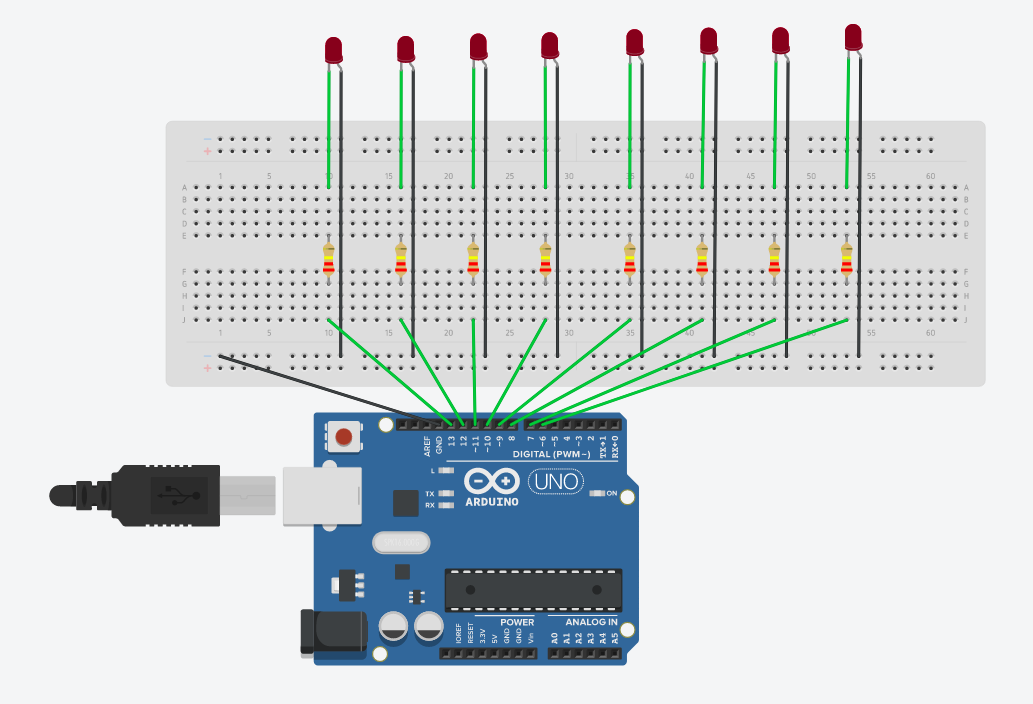 − −
+ +
1 5 10 15 20 25 30 35 40 45 50 55 60
A A
B B
C C
D D
E E
F F
G G
H H
I I
J J
1 5 10 15 20 25 30 35 40 45 50 55 60
−
+
AREF GND 13 12 ~11 ~10 ~9 8 7 ~6 ~5 4 ~3 2 TX→1 RX←0
DIGITAL (PWM~)
L
TX
RX
ARDUINO
UNO
ON
POWER
ANALOG IN
IOREF RESET 3.3V 5V GND GND Vin A0 A1 A2 A3 A4 A5